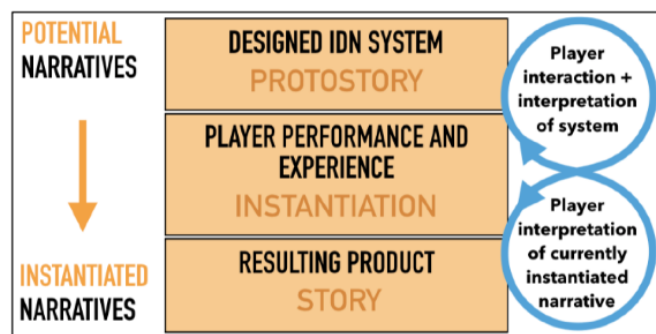 POTENTIAL
NARRATIVES
INSTANTIATED
NARRATIVES
DESIGNED IDN SYSTEM
PROTOSTORY
PLAYER PERFORMANCE AND
EXPERIENCE
INSTANTIATION
RESULTING PRODUCT
STORY
Player
interaction +
interpretation
of system
Player
interpretation
of currently
instantiated
narrative